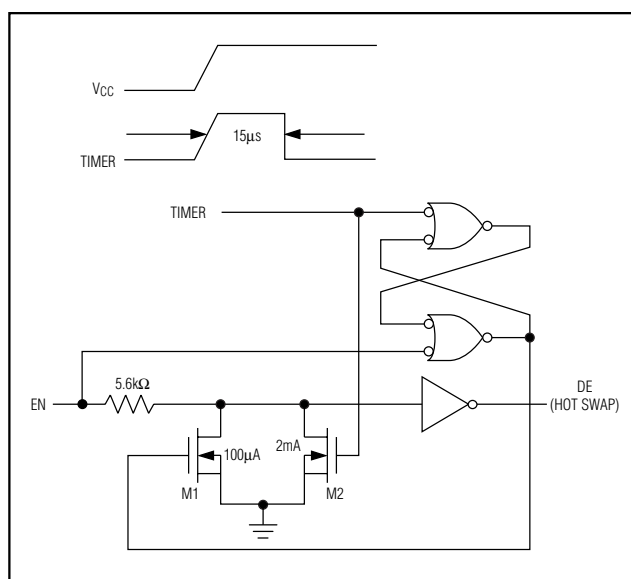 VCC
15μs
TIMER
TIMER
5.6kΩ
EN
DE
(HOT SWAP)
100μA
2mA
M1
M2